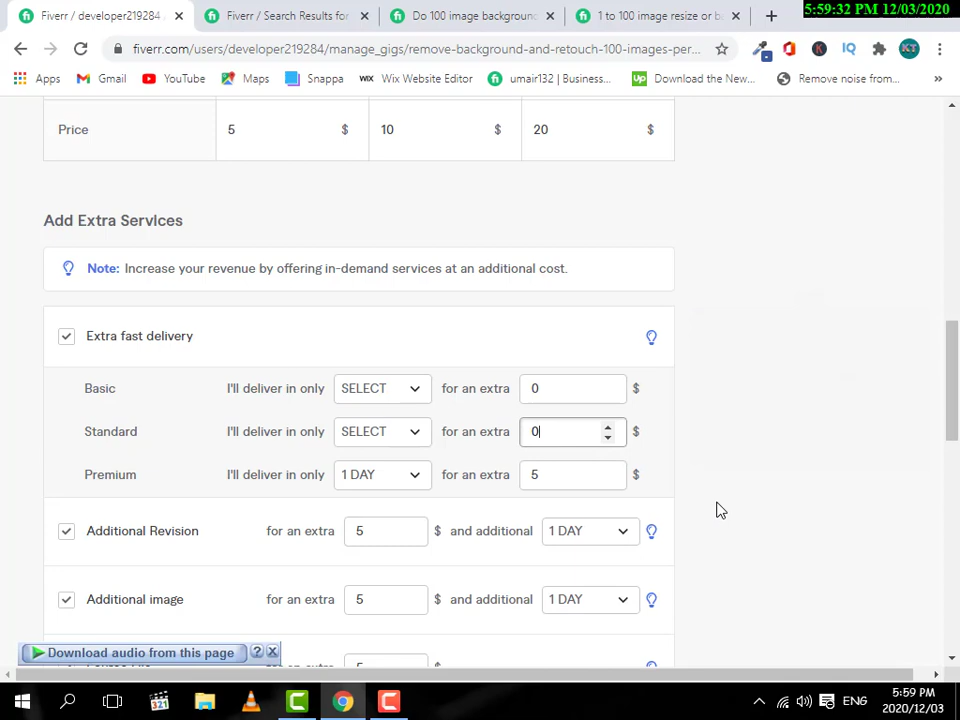 Fiverr / developer219284
Fiverr / Search Results for
Do 100 image background
1 to 100 image resize or b
5:59:32 PM 12/03/2020
fiverr.com/users/developer219284/manage_gigs/remove-background-and-retouch-100-images-per...
KT
Apps
Gmail
YouTube
Maps
Snappa
WIX Wix Website Editor
umair132 | Business...
Up Download the New...
Remove noise from...
Price 5 $ 10 $ 20 $
Add Extra Services
Note: Increase your revenue by offering in-demand services at an additional cost.
Extra fast delivery
Basic I'll deliver in only SELECT for an extra 0 $
Standard I'll deliver in only SELECT for an extra 0 $
Premium I'll deliver in only 1 DAY for an extra 5 $
Additional Revision for an extra 5 $ and additional 1 DAY
Additional image for an extra 5 $ and additional 1 DAY
Download audio from this page ? X
5
321
ENG
5:59 PM
2020/12/03